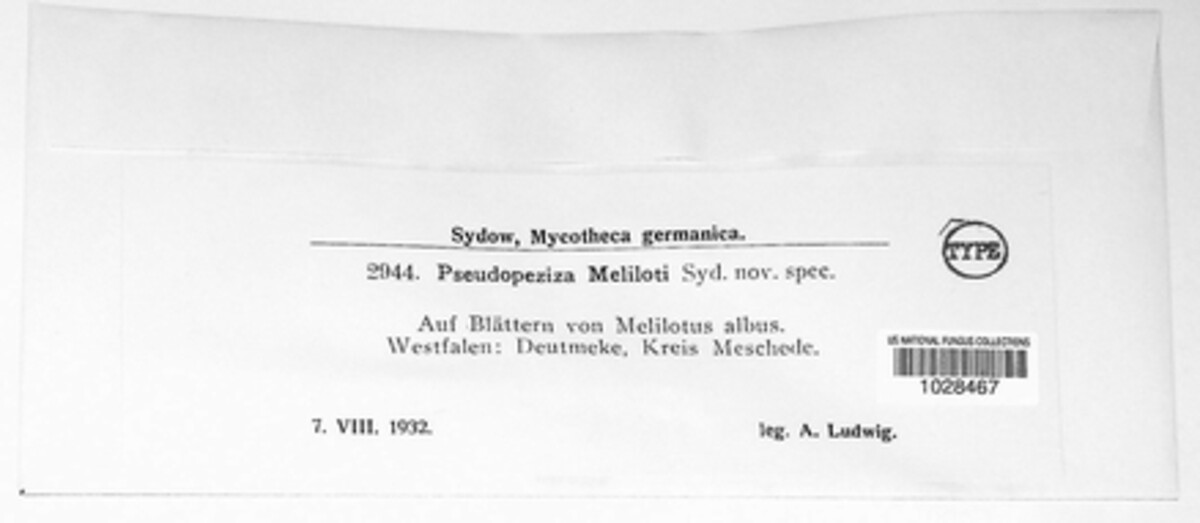 Sydow, Mycotheca germanica.
TYPE
2944. Pseudopeziza Meliloti Syd. nov. spec.
Auf Blättern von Melilotus albus.
Westfalen: Deutmeke, Kreis Meschede.
US NATIONAL FUNGUS COLLECTIONS
1028467
7. VIII. 1932.
leg. A. Ludwig.